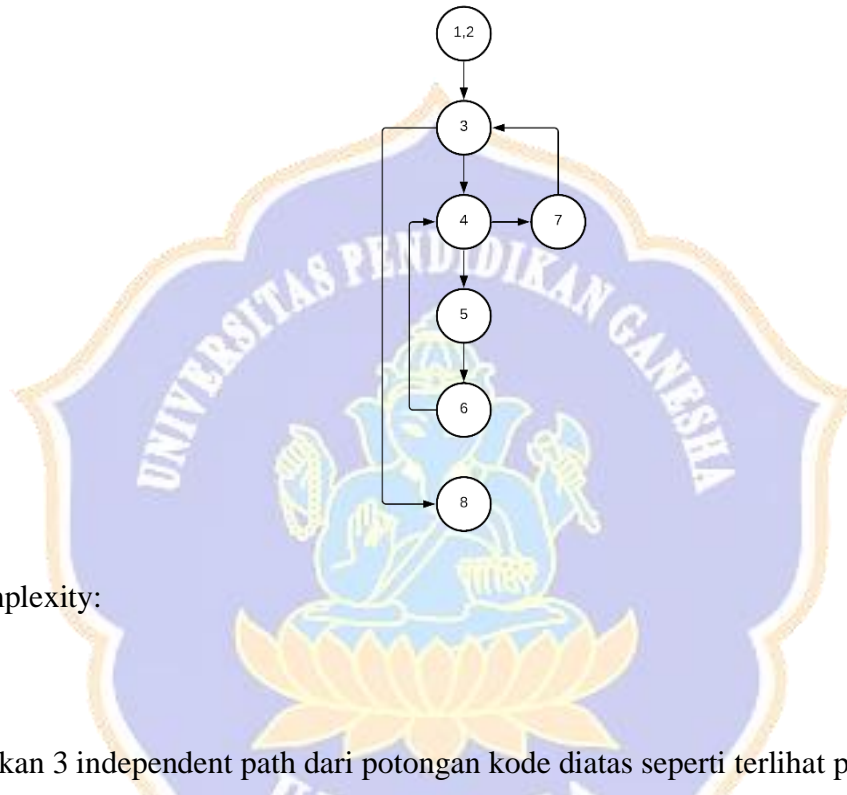 1,2
3
4
7
5
6
8
UNIVERSITAS PENDIDIKAN GANESHA
mplexity:
kan 3 independent path dari potongan kode diatas seperti terlihat p